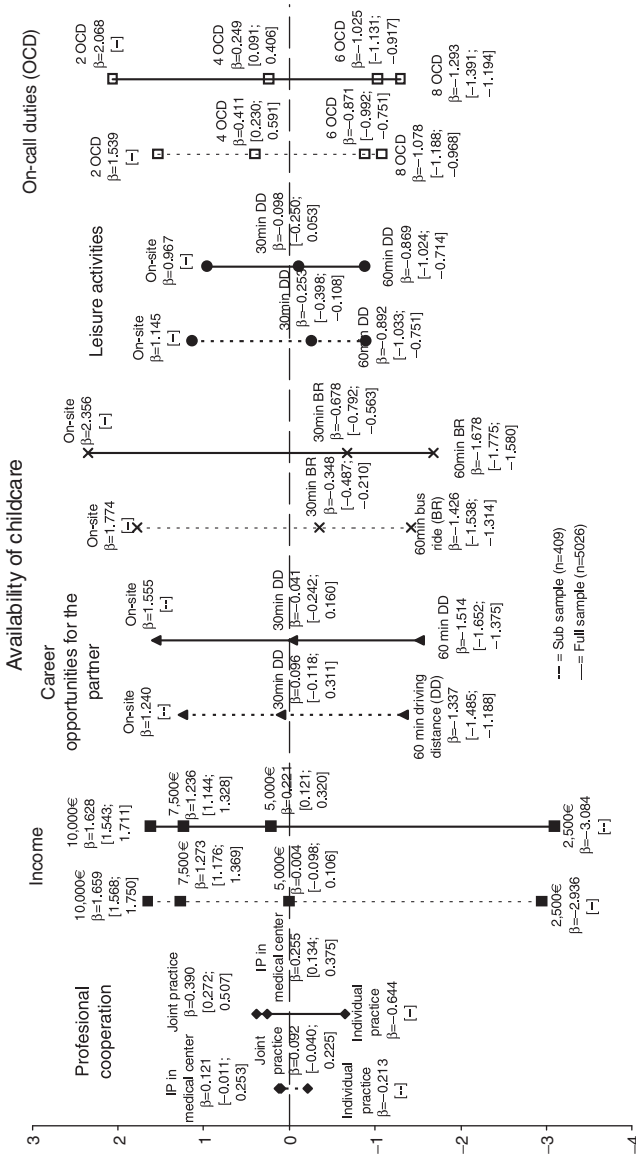 Profesional
cooperation
Income
Career
opportunities for the
partner
Availability of childcare
Leisure activities
On-call duties (OCD)
3
2
1
0
−1
−2
−3
−4
IP in
medical center
β=0.121
[−0.011;
0.253]
Joint
practice
β=0.092
[−0.040;
0.225]
Individual
practice
β=−0.213
[--]
Joint practice
β=0.390
[0.272;
0.507]
IP in
medical center
β=0.255
[0.134;
0.375]
Individual
practice
β=−0.644
[–]
10,000€
β=1.659
[1.568;
1.750]
7,500€
β=1.273
[1.176;
1.369]
5,000€
β=0.004
[−0.098;
0.106]
2,500€
β=−2.936
[–]
10,000€
β=1.628
[1.543;
1.711]
7,500€
β=1.236
[1.144;
1.328]
5,000€
β=0.221
[0.121;
0.320]
2,500€
β=−3.084
[--]
On-site
β=1.240
[--]
30min DD
β=0.096
[−0.118;
0.311]
60 min driving
distance (DD)
β=−1.337
[−1.485;
−1.188]
On-site
β=1.555
[--]
30min DD
β=−0.041
[−0.242;
0.160]
60 min DD
β=−1.514
[−1.652;
−1.375]
On-site
β=1.774
[–]
30min BR
β=−0.348
[−0.487;
−0.210]
60min bus
ride (BR)
β=−1.426
[−1.538;
−1.314]
On-site
β=2.356
[–]
30min BR
β=−0.678
[−0.792;
−0.563]
60min BR
β=−1.678
[−1.775;
−1.580]
On-site
β=1.145
[–]
30min DD
β=−0.253
[−0.398;
−0.108]
60min DD
β=−0.892
[−1.033;
−0.751]
On-site
β=0.967
[–]
30min DD
β=−0.098
[−0.250;
0.053]
60min DD
β=−0.869
[−1.024;
−0.714]
2 OCD
β=1.539
[–]
4 OCD
β=0.411
[0.230;
0.591]
6 OCD
β=−0.871
[−0.992;
−0.751]
8 OCD
β=−1.078
[−1.188;
−0.968]
2 OCD
β=2.068
[–]
4 OCD
β=0.249
[0.091;
0.406]
6 OCD
β=−1.025
[−1.131;
−0.917]
8 OCD
β=−1.293
[−1.391;
−1.194]
--- = Sub sample (n=409)
— = Full sample (n=5026)